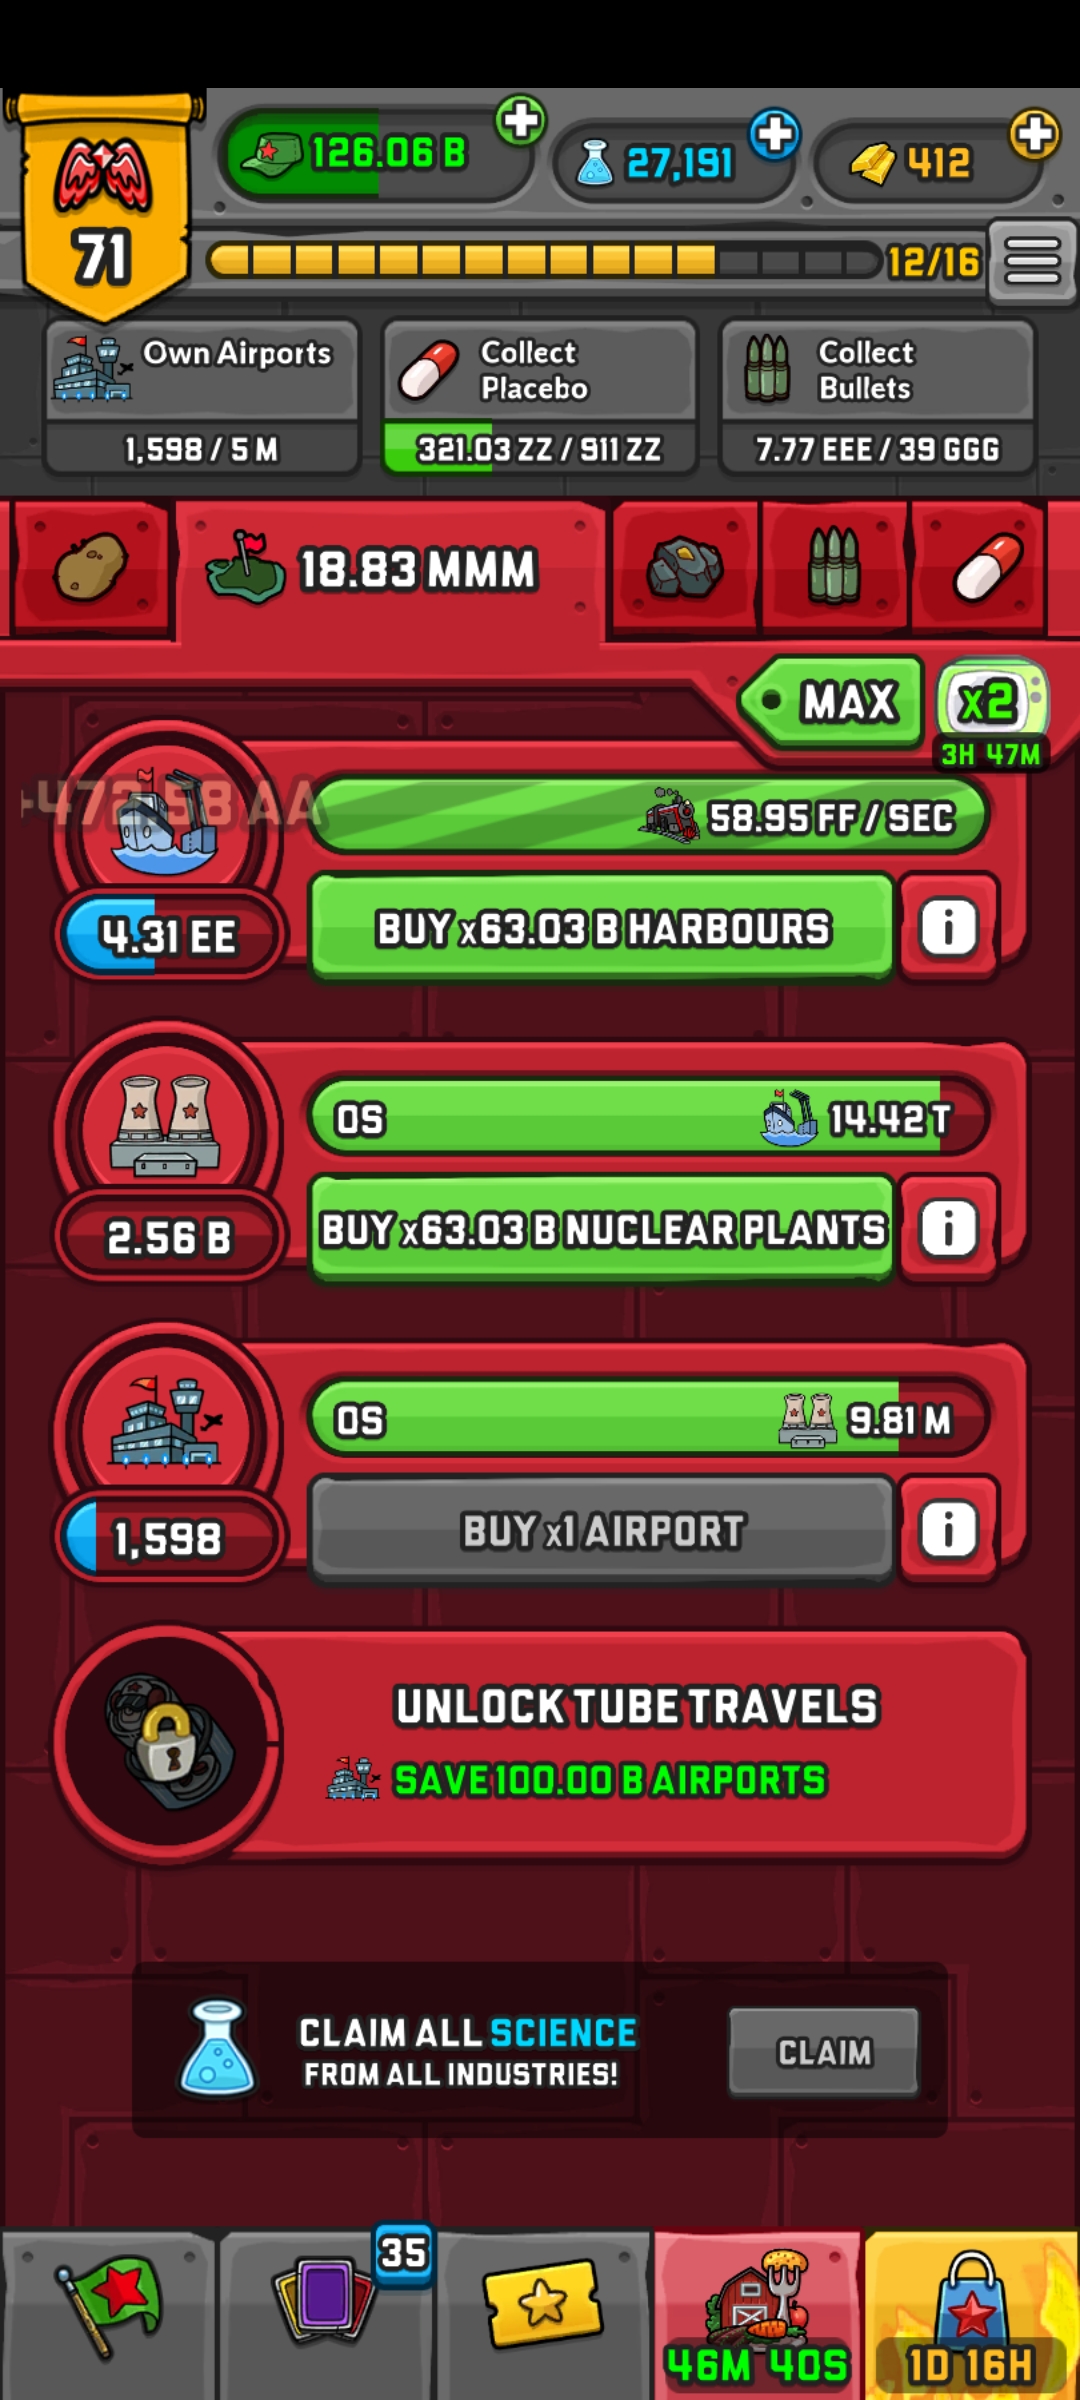 126.06 B
27,191
412
71
12/16
Own Airports
1,598 / 5 M
Collect
Placebo
321.03 ZZ / 911 ZZ
Collect
Bullets
7.77 EEE / 39 GGG
18.83 MMM
MAX
x2
3H 47M
58.95 FF / SEC
4.31 EE
BUY x63.03 B HARBOURS
i
0S
14.42 T
2.56 B
BUY x63.03 B NUCLEAR PLANTS
i
0S
9.81 M
1,598
BUY x1 AIRPORT
i
UNLOCK TUBE TRAVELS
SAVE 100.00 B AIRPORTS
CLAIM ALL SCIENCE
FROM ALL INDUSTRIES!
CLAIM
35
46M 40S
1D 16H